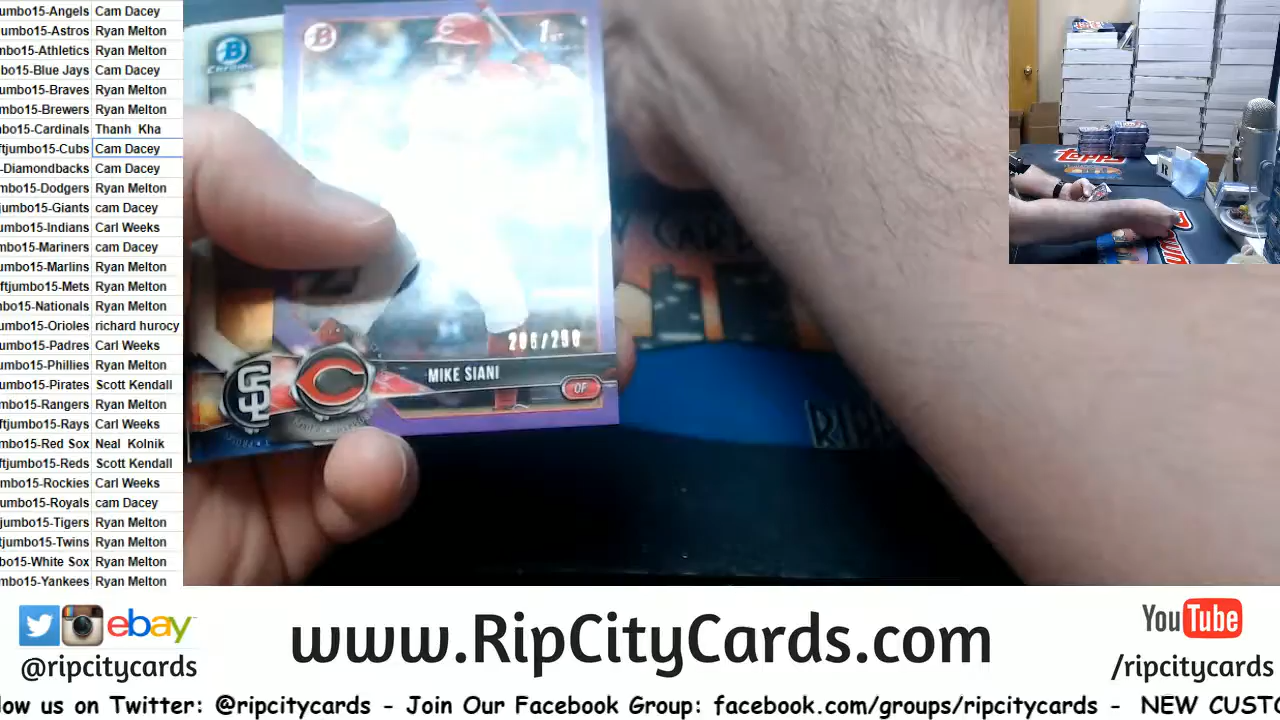 umbo15-Angels Cam Dacey
umbo15-Astros Ryan Melton
mbo15-Athletics Ryan Melton
bo15-Blue Jays Cam Dacey
mbo15-Braves Ryan Melton
mbo15-Brewers Ryan Melton
nbo15-Cardinals Thanh Kha
ftjumbo15-Cubs Cam Dacey
-Diamondbacks Cam Dacey
mbo15-Dodgers Ryan Melton
jumbo15-Giants cam Dacey
umbo15-Indians Carl Weeks
mbo15-Mariners cam Dacey
umbo15-Marlins Ryan Melton
ftjumbo15-Mets Ryan Melton
nbo15-Nationals Ryan Melton
umbo15-Orioles richard hurocy
umbo15-Padres Carl Weeks
mbo15-Phillies Ryan Melton
jumbo15-Pirates Scott Kendall
mbo15-Rangers Ryan Melton
ftjumbo15-Rays Carl Weeks
mbo15-Red Sox Neal Kolnik
ftjumbo15-Reds Scott Kendall
mbo15-Rockies Carl Weeks
umbo15-Royals cam Dacey
jumbo15-Tigers Ryan Melton
tjumbo15-Twins Ryan Melton
bo15-White Sox Ryan Melton
mbo15-Yankees Ryan Melton
B
B
1ST
SD
C
MIKE SIANI
OF
topps
ebay
@ripcitycards
www.RipCityCards.com
YouTube
/ripcitycards
low us on Twitter: @ripcitycards - Join Our Facebook Group: facebook.com/groups/ripcitycards - NEW CUSTO